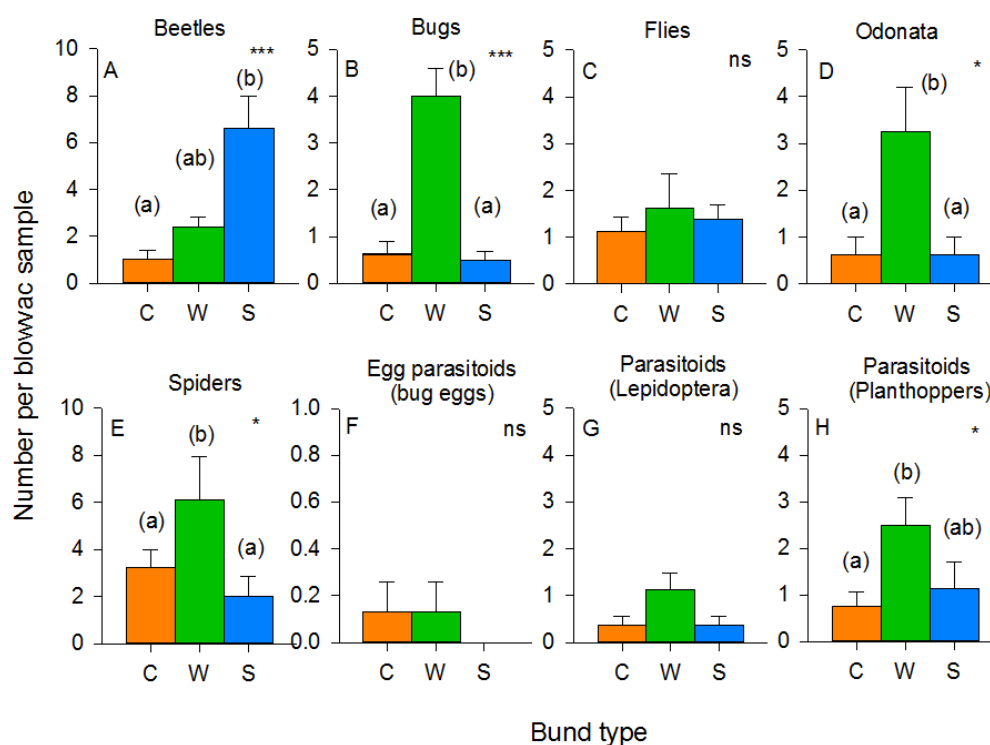 Number per blowvac sample
Beetles
A
***
(a)
(ab)
(b)
10
8
6
4
2
0
C W S
Bugs
B
***
(a)
(b)
(a)
5
4
3
2
1
0
C W S
Flies
C
ns
5
4
3
2
1
0
C W S
Odonata
D
*
(a)
(b)
(a)
5
4
3
2
1
0
C W S
Spiders
E
*
(a)
(b)
(a)
10
8
6
4
2
0
C W S
Egg parasitoids
(bug eggs)
F
ns
1.0
0.8
0.6
0.4
0.2
0.0
C W S
Parasitoids
(Lepidoptera)
G
ns
5
4
3
2
1
0
C W S
Parasitoids
(Planthoppers)
H
*
(a)
(b)
(ab)
5
4
3
2
1
0
C W S
Bund type